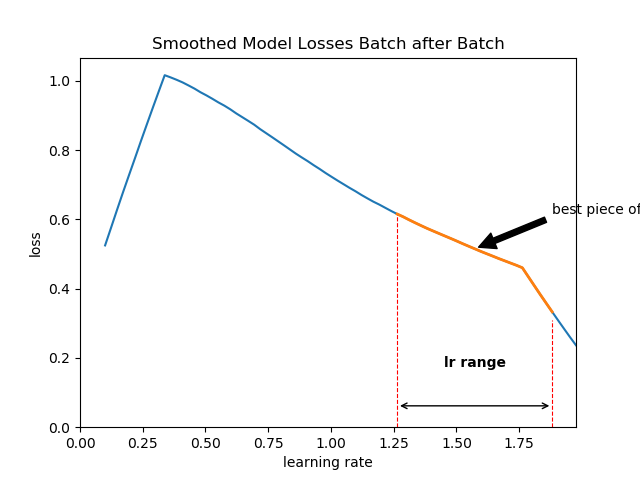 Smoothed Model Losses Batch after Batch
1.0
0.8
0.6
0.4
0.2
0.0
loss
best piece of
lr range
0.00 0.25 0.50 0.75 1.00 1.25 1.50 1.75
learning rate